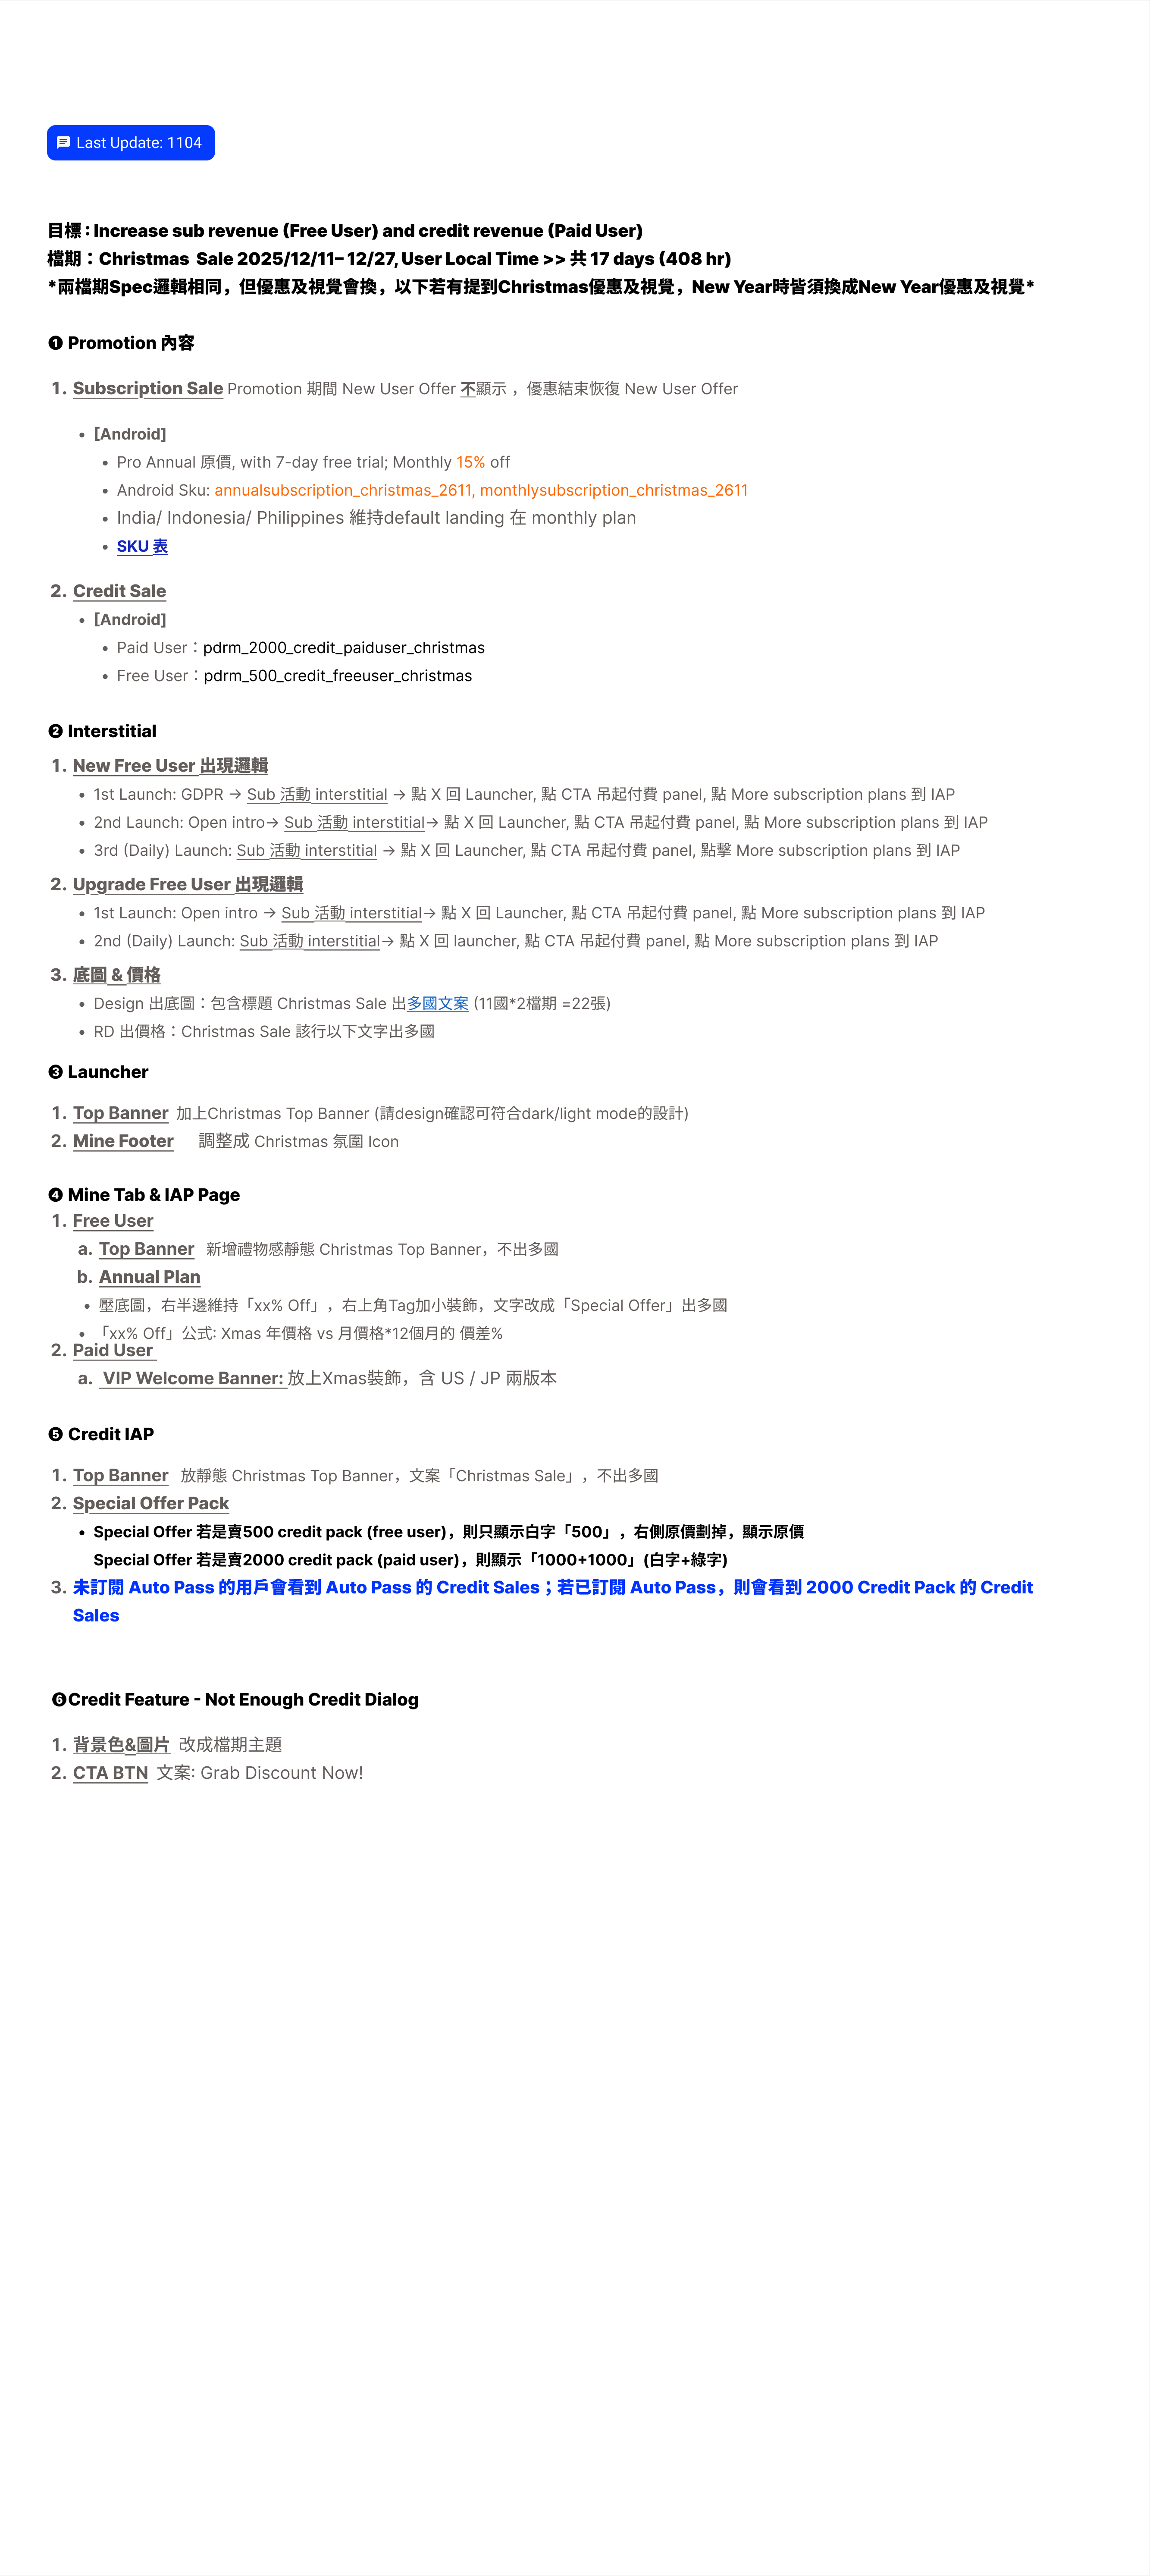 Last Update: 1104
目標 : Increase sub revenue (Free User) and credit revenue (Paid User)
檔期：Christmas Sale 2025/12/11– 12/27, User Local Time >> 共 17 days (408 hr)
*兩檔期Spec邏輯相同，但優惠及視覺會換，以下若有提到Christmas優惠及視覺，New Year時皆須換成New Year優惠及視覺*
❶ Promotion 內容
1. Subscription Sale Promotion 期間 New User Offer 不顯示 ，優惠結束恢復 New User Offer
• [Android]
• Pro Annual 原價, with 7-day free trial; Monthly 15% off
• Android Sku: annualsubscription_christmas_2611, monthlysubscription_christmas_2611
• India/ Indonesia/ Philippines 維持default landing 在 monthly plan
• SKU 表
2. Credit Sale
• [Android]
• Paid User：pdrm_2000_credit_paiduser_christmas
• Free User：pdrm_500_credit_freeuser_christmas
❷ Interstitial
1. New Free User 出現邏輯
• 1st Launch: GDPR → Sub 活動 interstitial → 點 X 回 Launcher, 點 CTA 吊起付費 panel, 點 More subscription plans 到 IAP
• 2nd Launch: Open intro→ Sub 活動 interstitial→ 點 X 回 Launcher, 點 CTA 吊起付費 panel, 點 More subscription plans 到 IAP
• 3rd (Daily) Launch: Sub 活動 interstitial → 點 X 回 Launcher, 點 CTA 吊起付費 panel, 點擊 More subscription plans 到 IAP
2. Upgrade Free User 出現邏輯
• 1st Launch: Open intro → Sub 活動 interstitial→ 點 X 回 Launcher, 點 CTA 吊起付費 panel, 點 More subscription plans 到 IAP
• 2nd (Daily) Launch: Sub 活動 interstitial→ 點 X 回 launcher, 點 CTA 吊起付費 panel, 點 More subscription plans 到 IAP
3. 底圖 & 價格
• Design 出底圖：包含標題 Christmas Sale 出多國文案 (11國*2檔期 =22張)
• RD 出價格：Christmas Sale 該行以下文字出多國
❸ Launcher
1. Top Banner 加上Christmas Top Banner (請design確認可符合dark/light mode的設計)
2. Mine Footer 調整成 Christmas 氛圍 Icon
❹ Mine Tab & IAP Page
1. Free User
a. Top Banner 新增禮物感靜態 Christmas Top Banner，不出多國
b. Annual Plan
• 壓底圖，右半邊維持「xx% Off」，右上角Tag加小裝飾，文字改成「Special Offer」出多國
• 「xx% Off」公式: Xmas 年價格 vs 月價格*12個月的 價差%
2. Paid User
a. VIP Welcome Banner: 放上Xmas裝飾，含 US / JP 兩版本
❺ Credit IAP
1. Top Banner 放靜態 Christmas Top Banner，文案「Christmas Sale」，不出多國
2. Special Offer Pack
• Special Offer 若是賣500 credit pack (free user)，則只顯示白字「500」，右側原價劃掉，顯示原價
Special Offer 若是賣2000 credit pack (paid user)，則顯示「1000+1000」(白字+綠字)
3. 未訂閱 Auto Pass 的用戶會看到 Auto Pass 的 Credit Sales；若已訂閱 Auto Pass，則會看到 2000 Credit Pack 的 Credit
Sales
❻Credit Feature - Not Enough Credit Dialog
1. 背景色&圖片 改成檔期主題
2. CTA BTN 文案: Grab Discount Now!